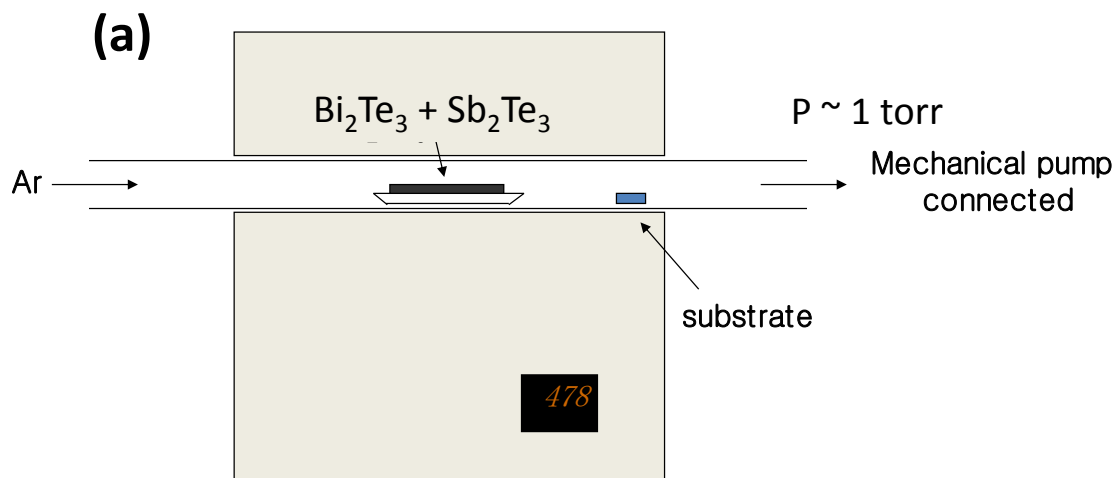 (a)
Bi₂Te₃ + Sb₂Te₃
P ~ 1 torr
Ar
Mechanical pump
connected
substrate
478